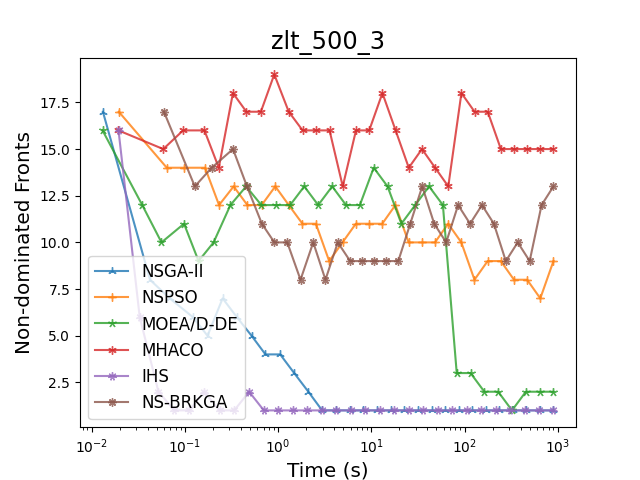 zlt_500_3
Non-dominated Fronts
17.5
15.0
12.5
10.0
7.5
5.0
2.5
NSGA-II
NSPSO
MOEA/D-DE
MHACO
IHS
NS-BRKGA
10⁻² 10⁻¹ 10⁰ 10¹ 10² 10³
Time (s)